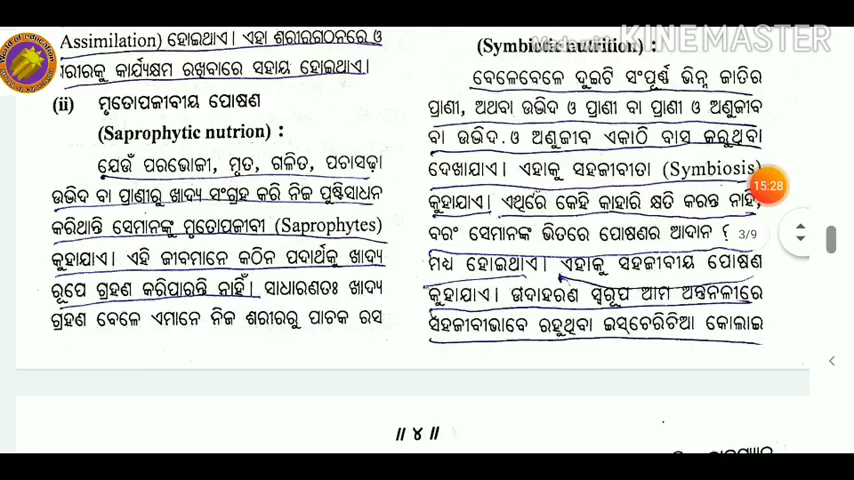 World of education
Assimilation) ହୋଇଥାଏ। ଏହା ଶରୀରଗଠନରେ ଓ
ଶରୀରକୁ କାର୍ଯ୍ୟକ୍ଷମ ରଖିବାରେ ସହାୟ ହୋଇଥାଏ।
(ii) ମୃତୋପଜୀବୀୟ ପୋଷଣ
(Saprophytic nutrion) :
ଯେଉଁ ପରଭୋଜୀ, ମୃତ, ଗଳିତ, ପଚାସଢ଼ା
ଉଦ୍ଭିଦ ବା ପ୍ରାଣୀରୁ ଖାଦ୍ୟ ସଂଗ୍ରହ କରି ନିଜ ପୁଷ୍ଟିସାଧନ
କରିଥାନ୍ତି ସେମାନଙ୍କୁ ମୃତୋପଜୀବୀ (Saprophytes)
କୁହାଯାଏ। ଏହି ଜୀବମାନେ କଠିନ ପଦାର୍ଥକୁ ଖାଦ୍ୟ
ରୂପେ ଗ୍ରହଣ କରିପାରନ୍ତି ନାହିଁ। ସାଧାରଣତଃ ଖାଦ୍ୟ
ଗ୍ରହଣ ବେଳେ ଏମାନେ ନିଜ ଶରୀରରୁ ପାଚକ ରସ
KINEMASTER
(Symbiotic nutrition) :
ବେଳେବେଳେ ଦୁଇଟି ସଂପୂର୍ଣ୍ଣ ଭିନ୍ନ ଜାତିର
ପ୍ରାଣୀ, ଅଥବା ଉଦ୍ଭିଦ ଓ ପ୍ରାଣୀ ବା ପ୍ରାଣୀ ଓ ଅଣୁଜୀବ
ବା ଉଦ୍ଭିଦ ଓ ଅଣୁଜୀବ ଏକାଠି ବାସ କରୁଥିବା
ଦେଖାଯାଏ। ଏହାକୁ ସହଜୀବୀତା (Symbiosis)
କୁହାଯାଏ। ଏଥିରେ କେହି କାହାରି କ୍ଷତି କରନ୍ତି ନାହିଁ,
ବରଂ ସେମାନଙ୍କ ଭିତରେ ପୋଷଣର ଆଦାନ
ମଧ୍ୟ ହୋଇଥାଏ। ଏହାକୁ ସହଜୀବୀୟ ପୋଷଣ
କୁହାଯାଏ। ଉଦାହରଣ ସ୍ୱରୂପ ଆମ ଅନ୍ତନଳୀରେ
ସହଜୀବୀଭାବେ ରହୁଥିବା ଇସ୍‌ଚେରିଚିଆ କୋଲାଇ
15:28
3/9
॥ ୪ ॥